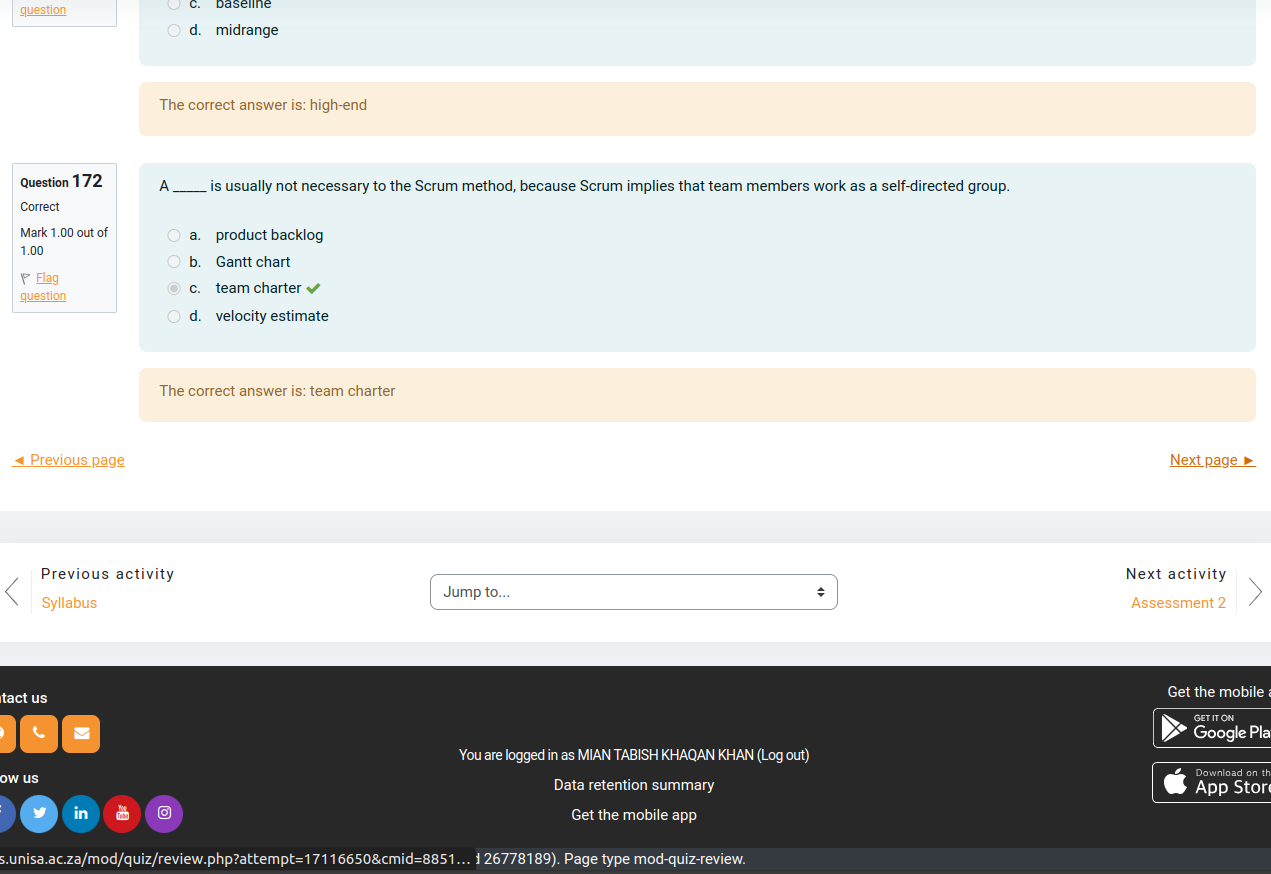 question
c. baseline
d. midrange
The correct answer is: high-end
Question 172
Correct
Mark 1.00 out of
1.00
Flag
question
A _____ is usually not necessary to the Scrum method, because Scrum implies that team members work as a self-directed group.
a. product backlog
b. Gantt chart
c. team charter
d. velocity estimate
The correct answer is: team charter
◄ Previous page
Next page ►
Previous activity
Syllabus
Jump to...
Next activity
Assessment 2
tact us
ow us
You are logged in as MIAN TABISH KHAQAN KHAN (Log out)
Data retention summary
Get the mobile app
Get the mobile a
GET IT ON
Google Pla
Download on th
App Stor
You Tube
in
s.unisa.ac.za/mod/quiz/review.php?attempt=17116650&cmid=8851... d 26778189). Page type mod-quiz-review.